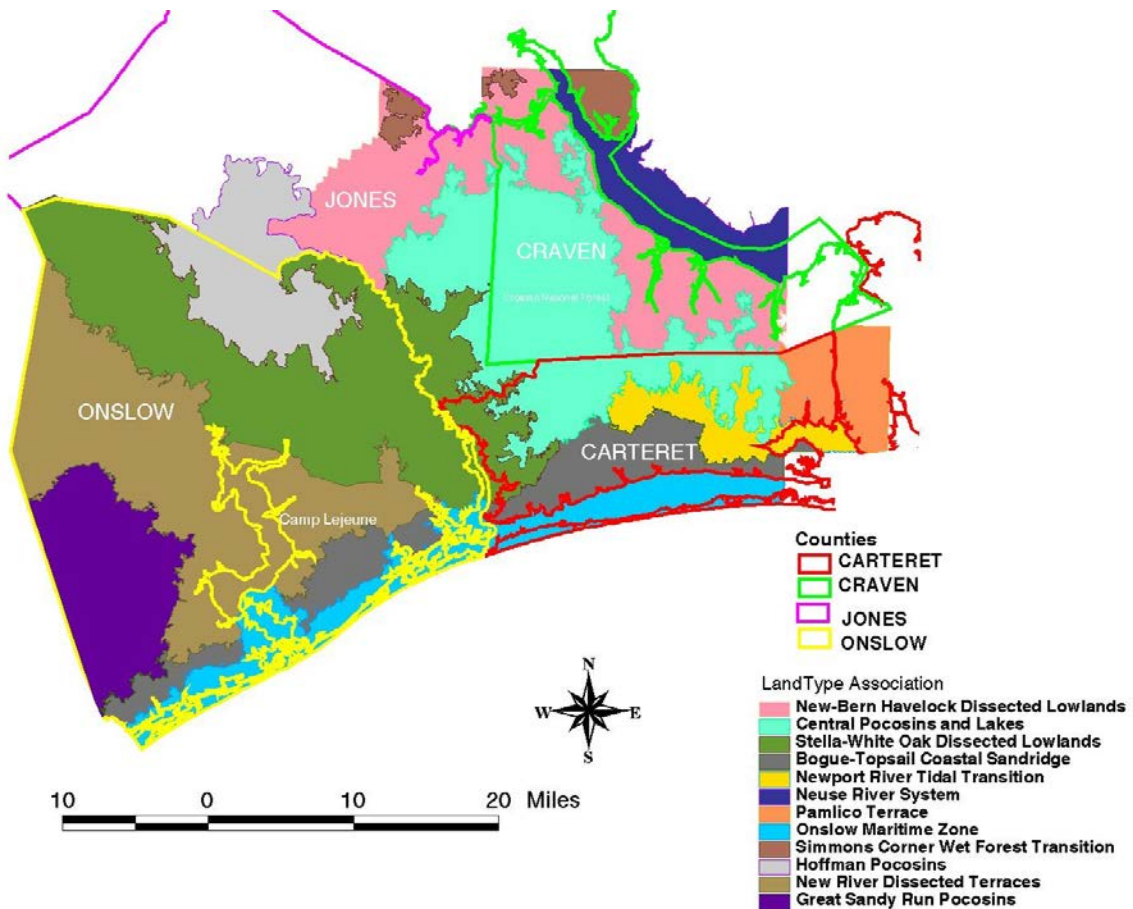 JONES
CRAVEN
Croatan National Forest
ONSLOW
CARTERET
Camp Lejeune
Counties
CARTERET
CRAVEN
JONES
ONSLOW
N
W E
S
LandType Association
New-Bern Havelock Dissected Lowlands
Central Pocosins and Lakes
Stella-White Oak Dissected Lowlands
Bogue-Topsail Coastal Sandridge
Newport River Tidal Transition
Neuse River System
Pamlico Terrace
Onslow Maritime Zone
Simmons Corner Wet Forest Transition
Hoffman Pocosins
New River Dissected Terraces
Great Sandy Run Pocosins
10 0 10 20 Miles